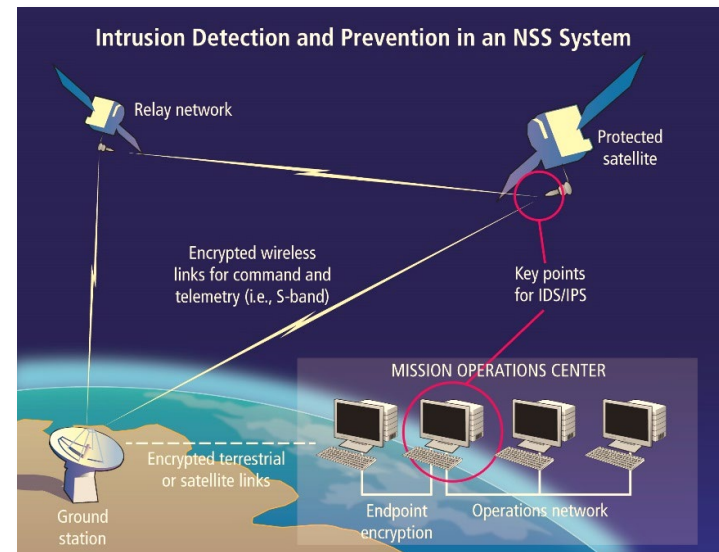 Intrusion Detection and Prevention in an NSS System
Relay network
Protected
satellite
Encrypted wireless
links for command and
telemetry (i.e., S-band)
Key points
for IDS/IPS
MISSION OPERATIONS CENTER
Encrypted terrestrial
or satellite links
Ground
station
Endpoint
encryption
Operations network